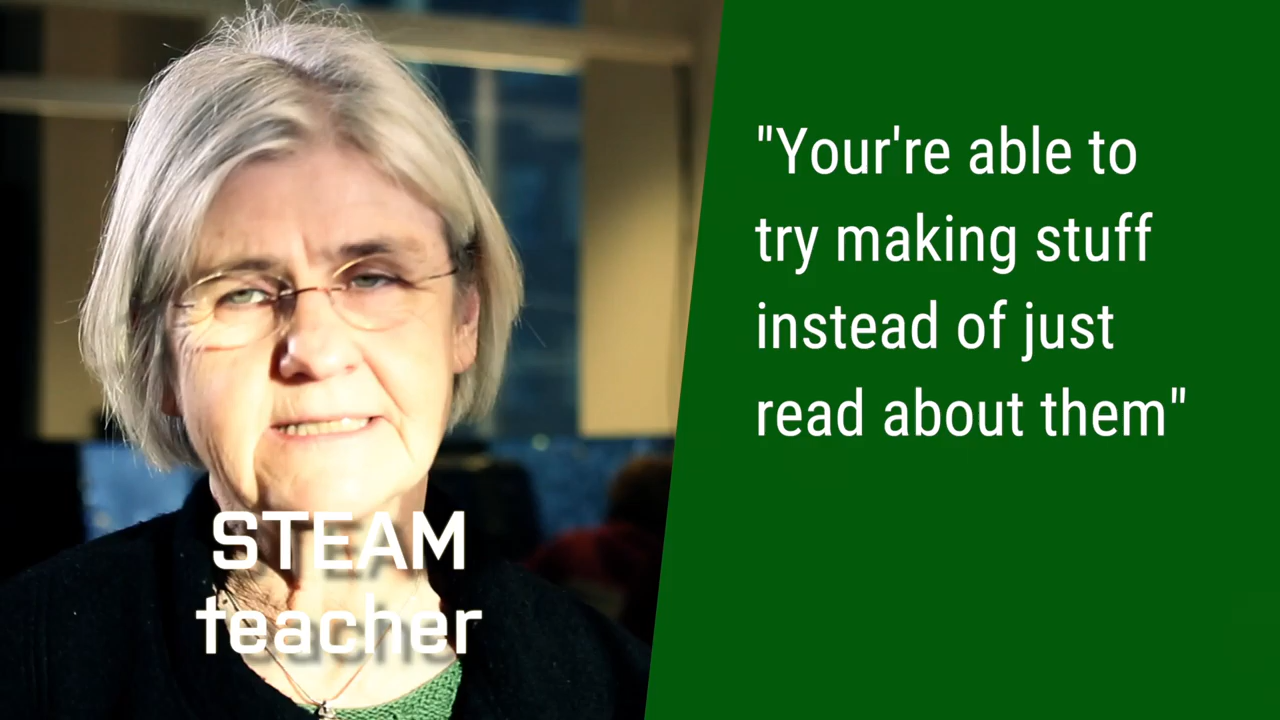 STEAM
teacher
"Your're able to
try making stuff
instead of just
read about them"